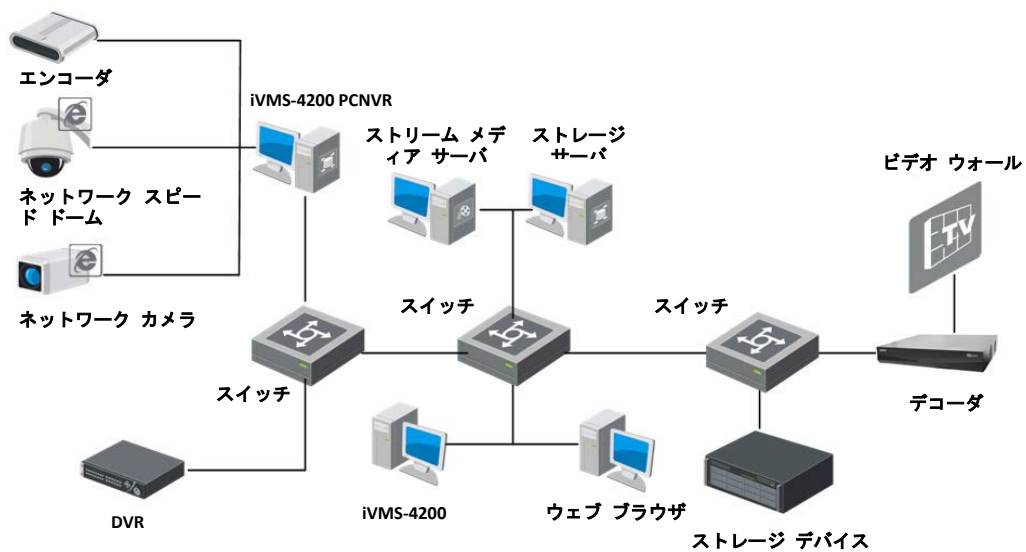 エンコーダ
iVMS-4200 PCNVR
ネットワーク スピー
ド ドーム
ネットワーク カメラ
ストリーム メデ
ィア サーバ
ストレージ
サーバ
ビデオ ウォール
TV
スイッチ
スイッチ
スイッチ
デコーダ
DVR
iVMS-4200
ウェブ ブラウザ
ストレージ デバイス